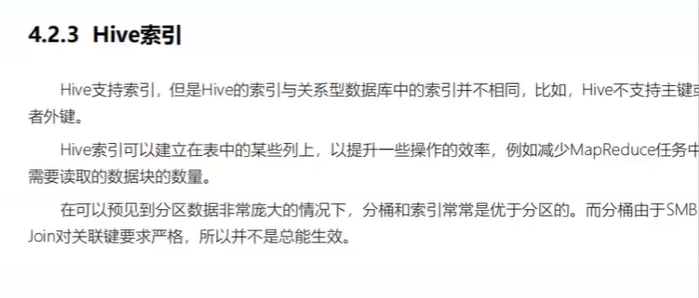 4.2.3 Hive索引
Hive支持索引，但是Hive的索引与关系型数据库中的索引并不相同，比如，Hive不支持主键或
者外键。
Hive索引可以建立在表中的某些列上，以提升一些操作的效率，例如减少MapReduce任务中
需要读取的数据块的数量。
在可以预见到分区数据非常庞大的情况下，分桶和索引常常是优于分区的。而分桶由于SMB
Join对关联键要求严格，所以并不是总能生效。